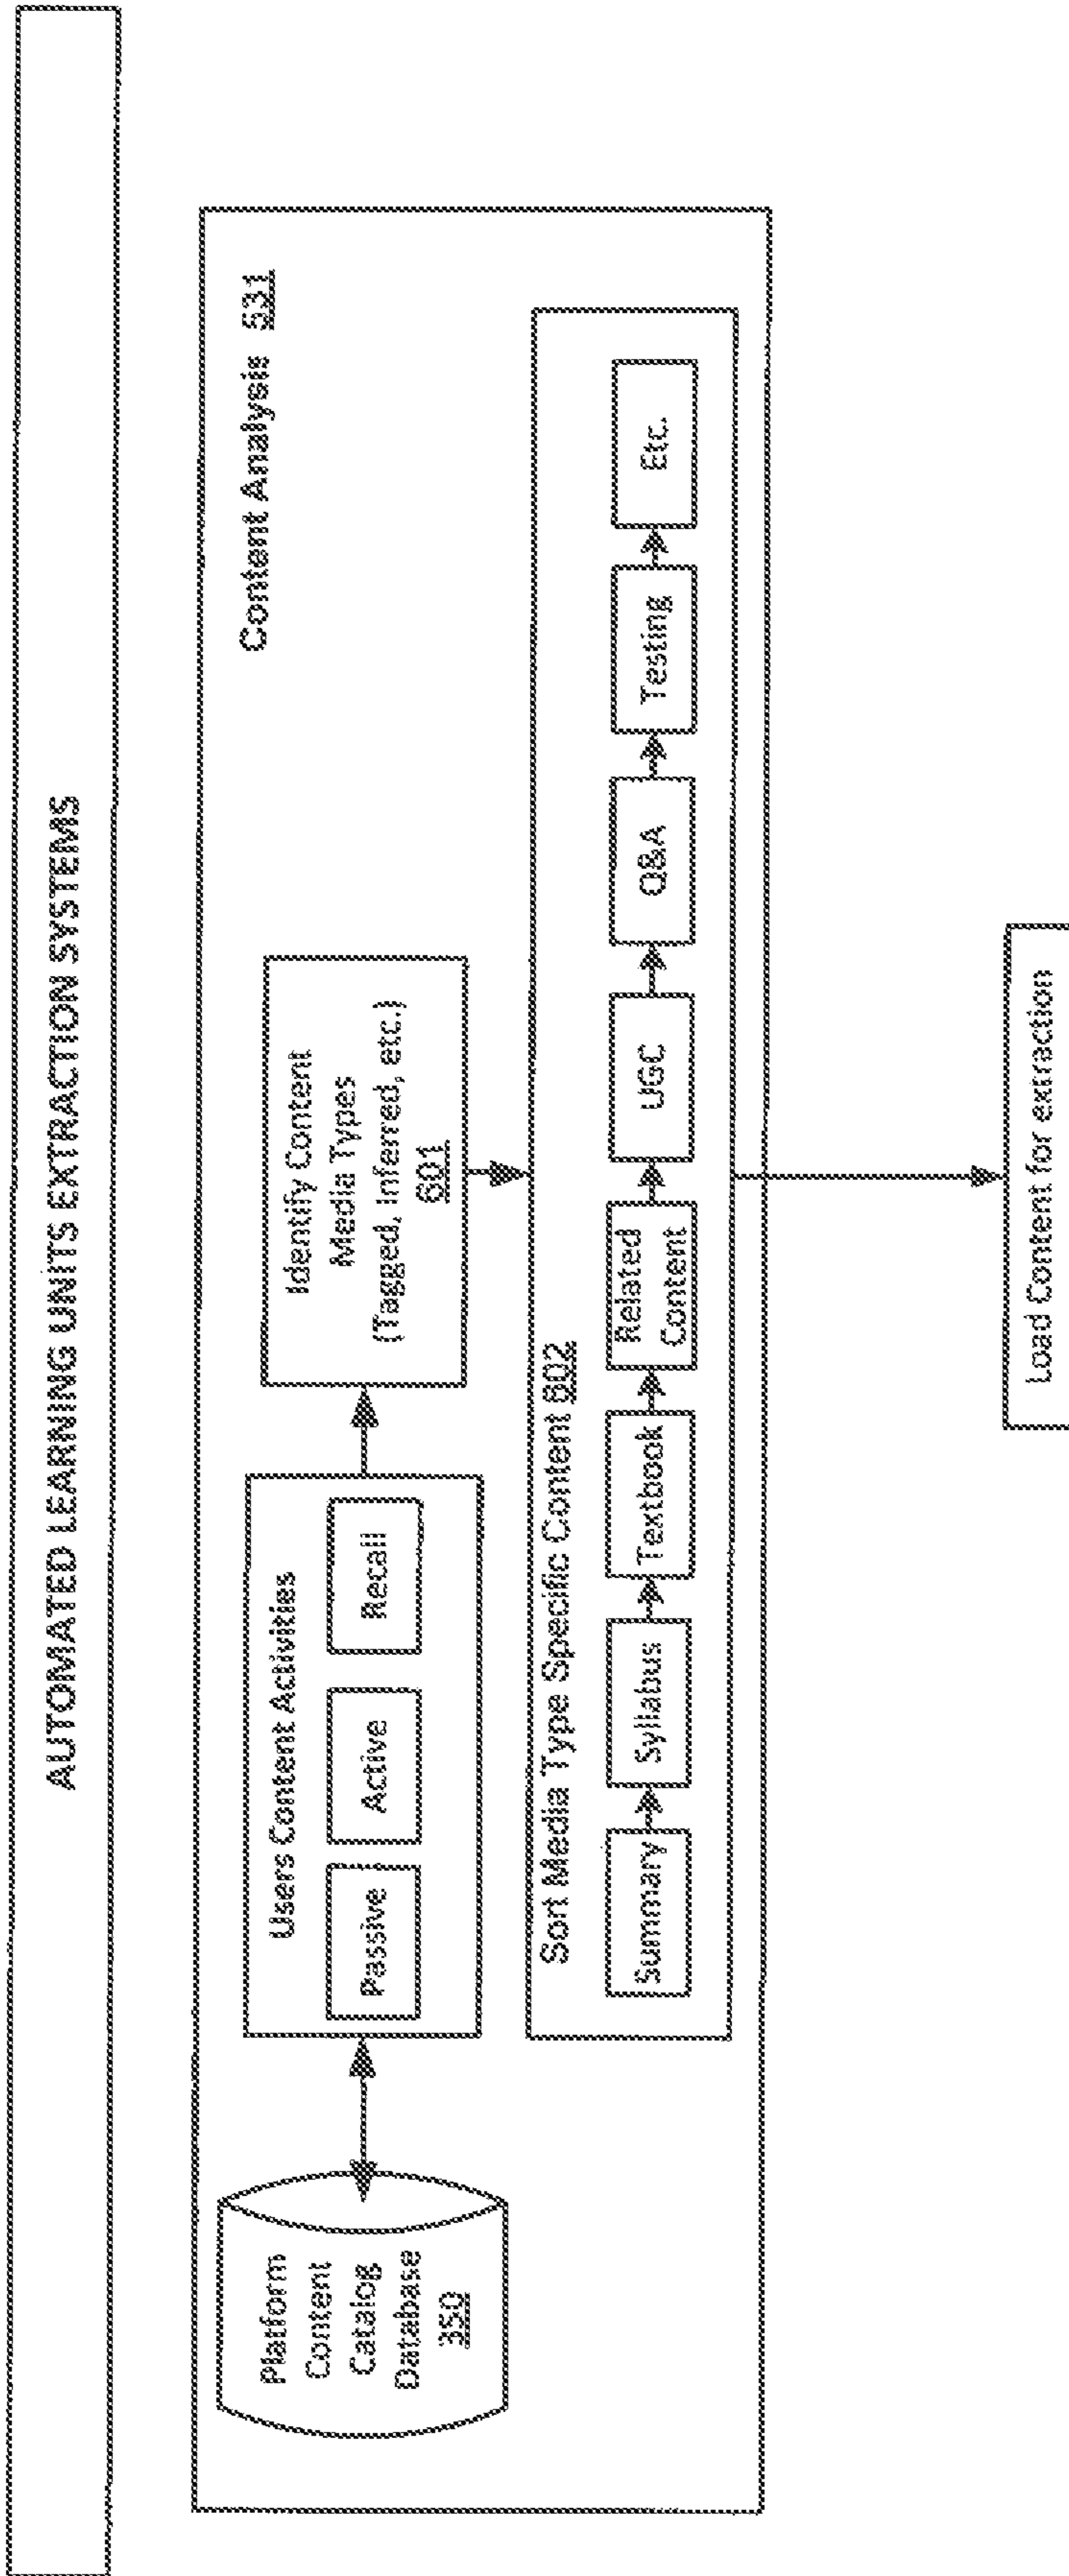 AUTOMATED LEARNING UNITS EXTRACTION SYSTEMS
Content Analysis 531
Platform
Content
Catalog
Database
350
Users Content Activities
Passive
Active
Recall
Identify Content
Media Types
(Tagged, Inferred, etc.)
601
Sort Media Type Specific Content 602
Summary
Syllabus
Textbook
Related
Content
UGC
Q&A
Testing
Etc.
Load Content for extraction